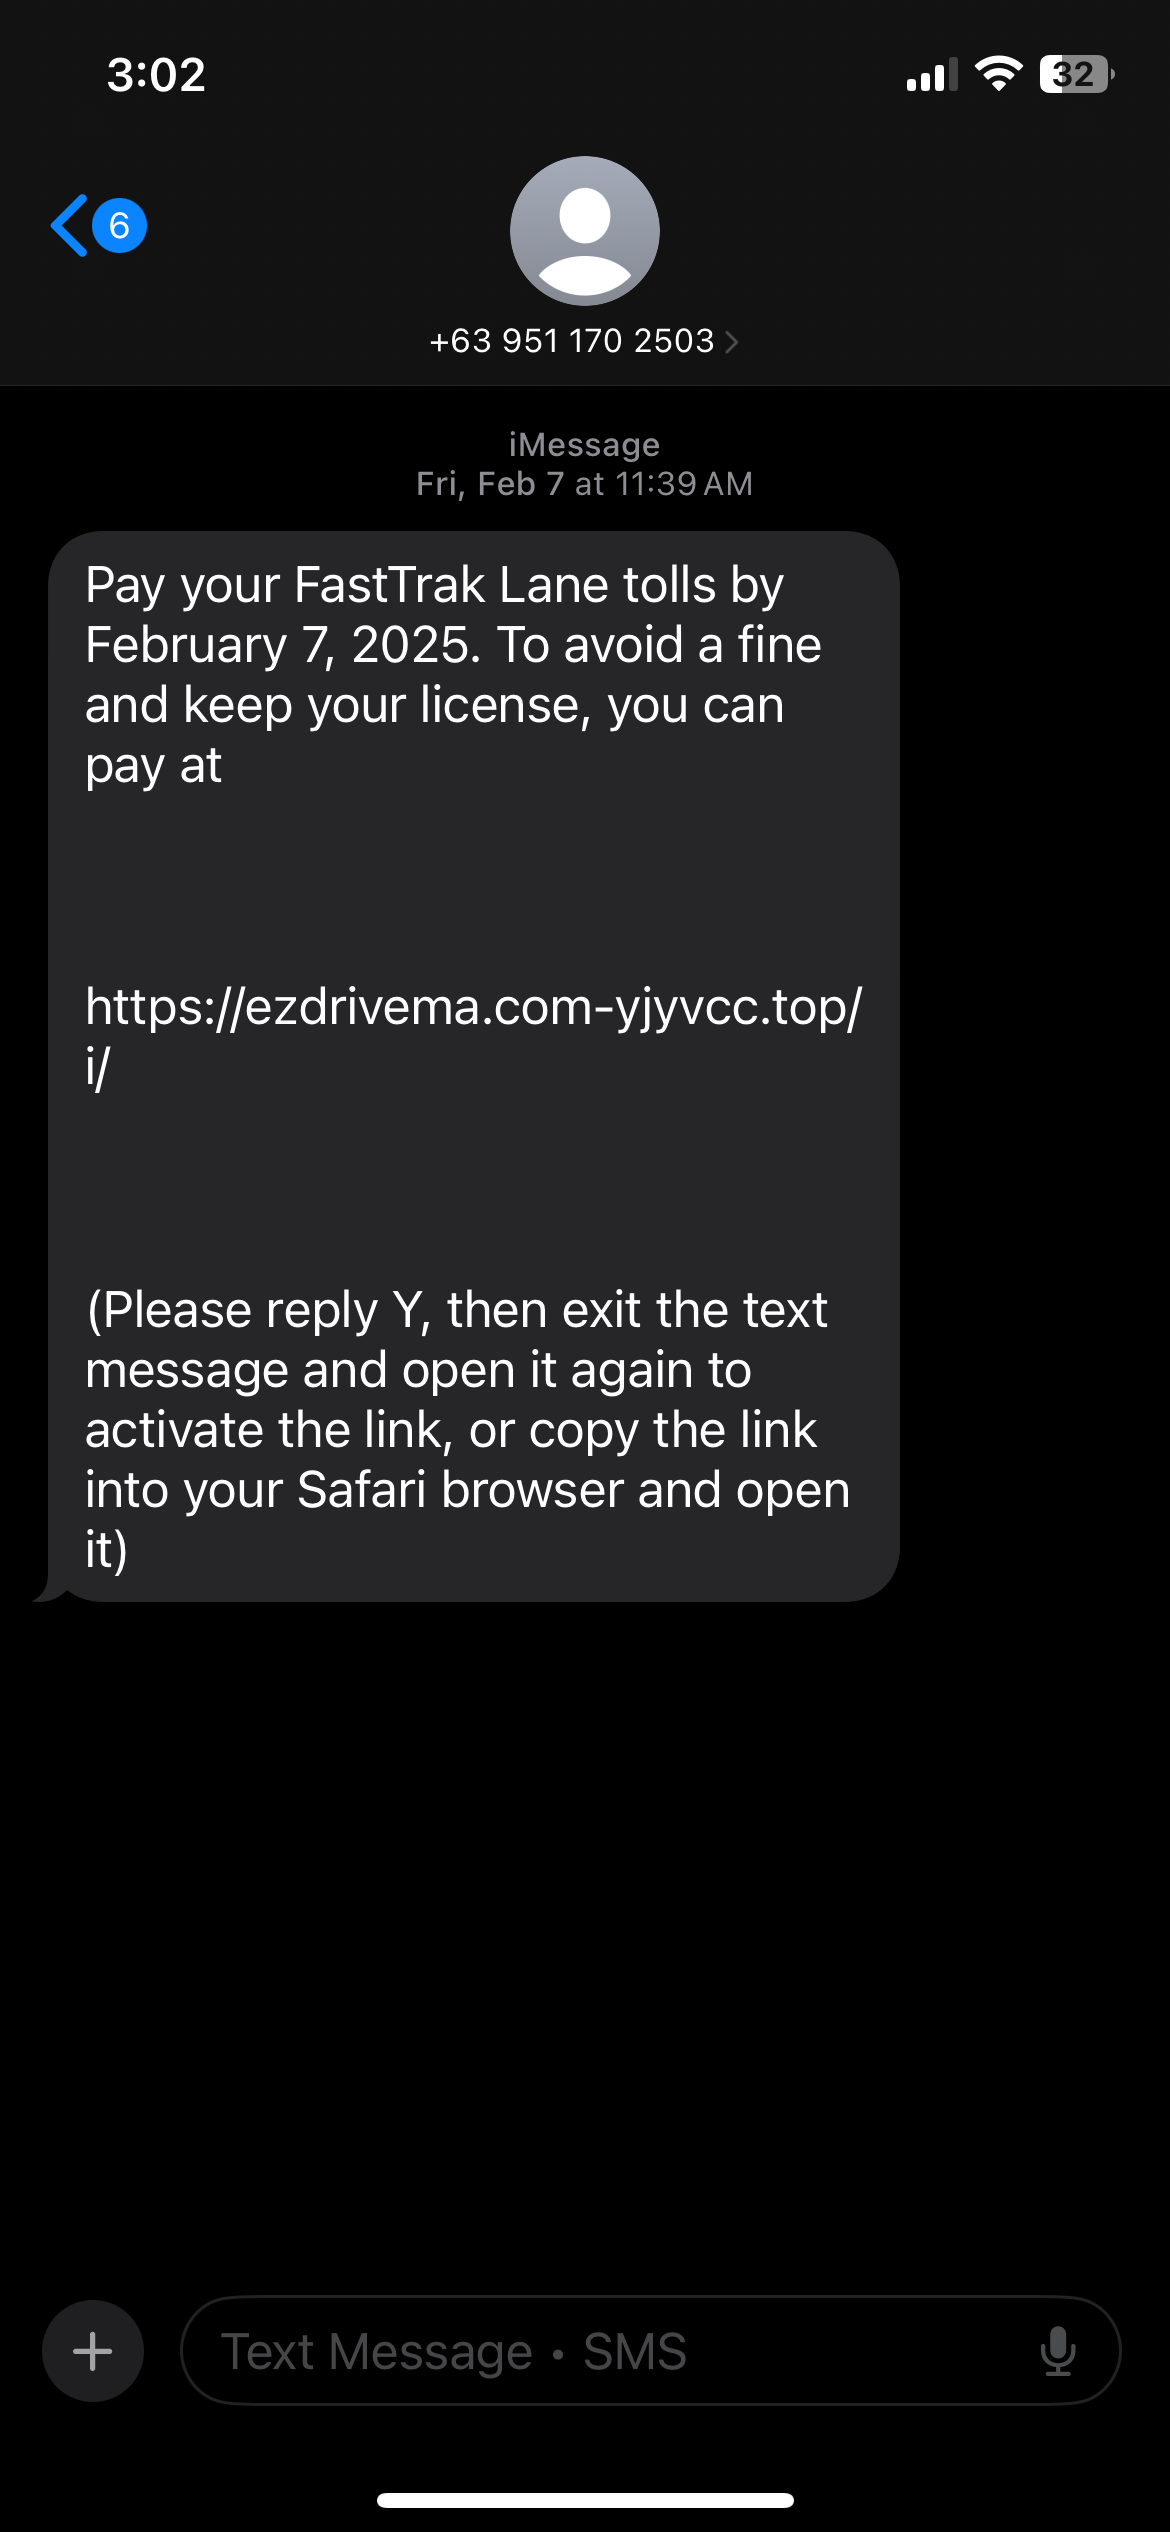 3:02
32
6
+63 951 170 2503
iMessage
Fri, Feb 7 at 11:39 AM
Pay your FastTrak Lane tolls by
February 7, 2025. To avoid a fine
and keep your license, you can
pay at
https://ezdrivema.com-yjyvcc.top/
i/
(Please reply Y, then exit the text
message and open it again to
activate the link, or copy the link
into your Safari browser and open
it)
Text Message • SMS